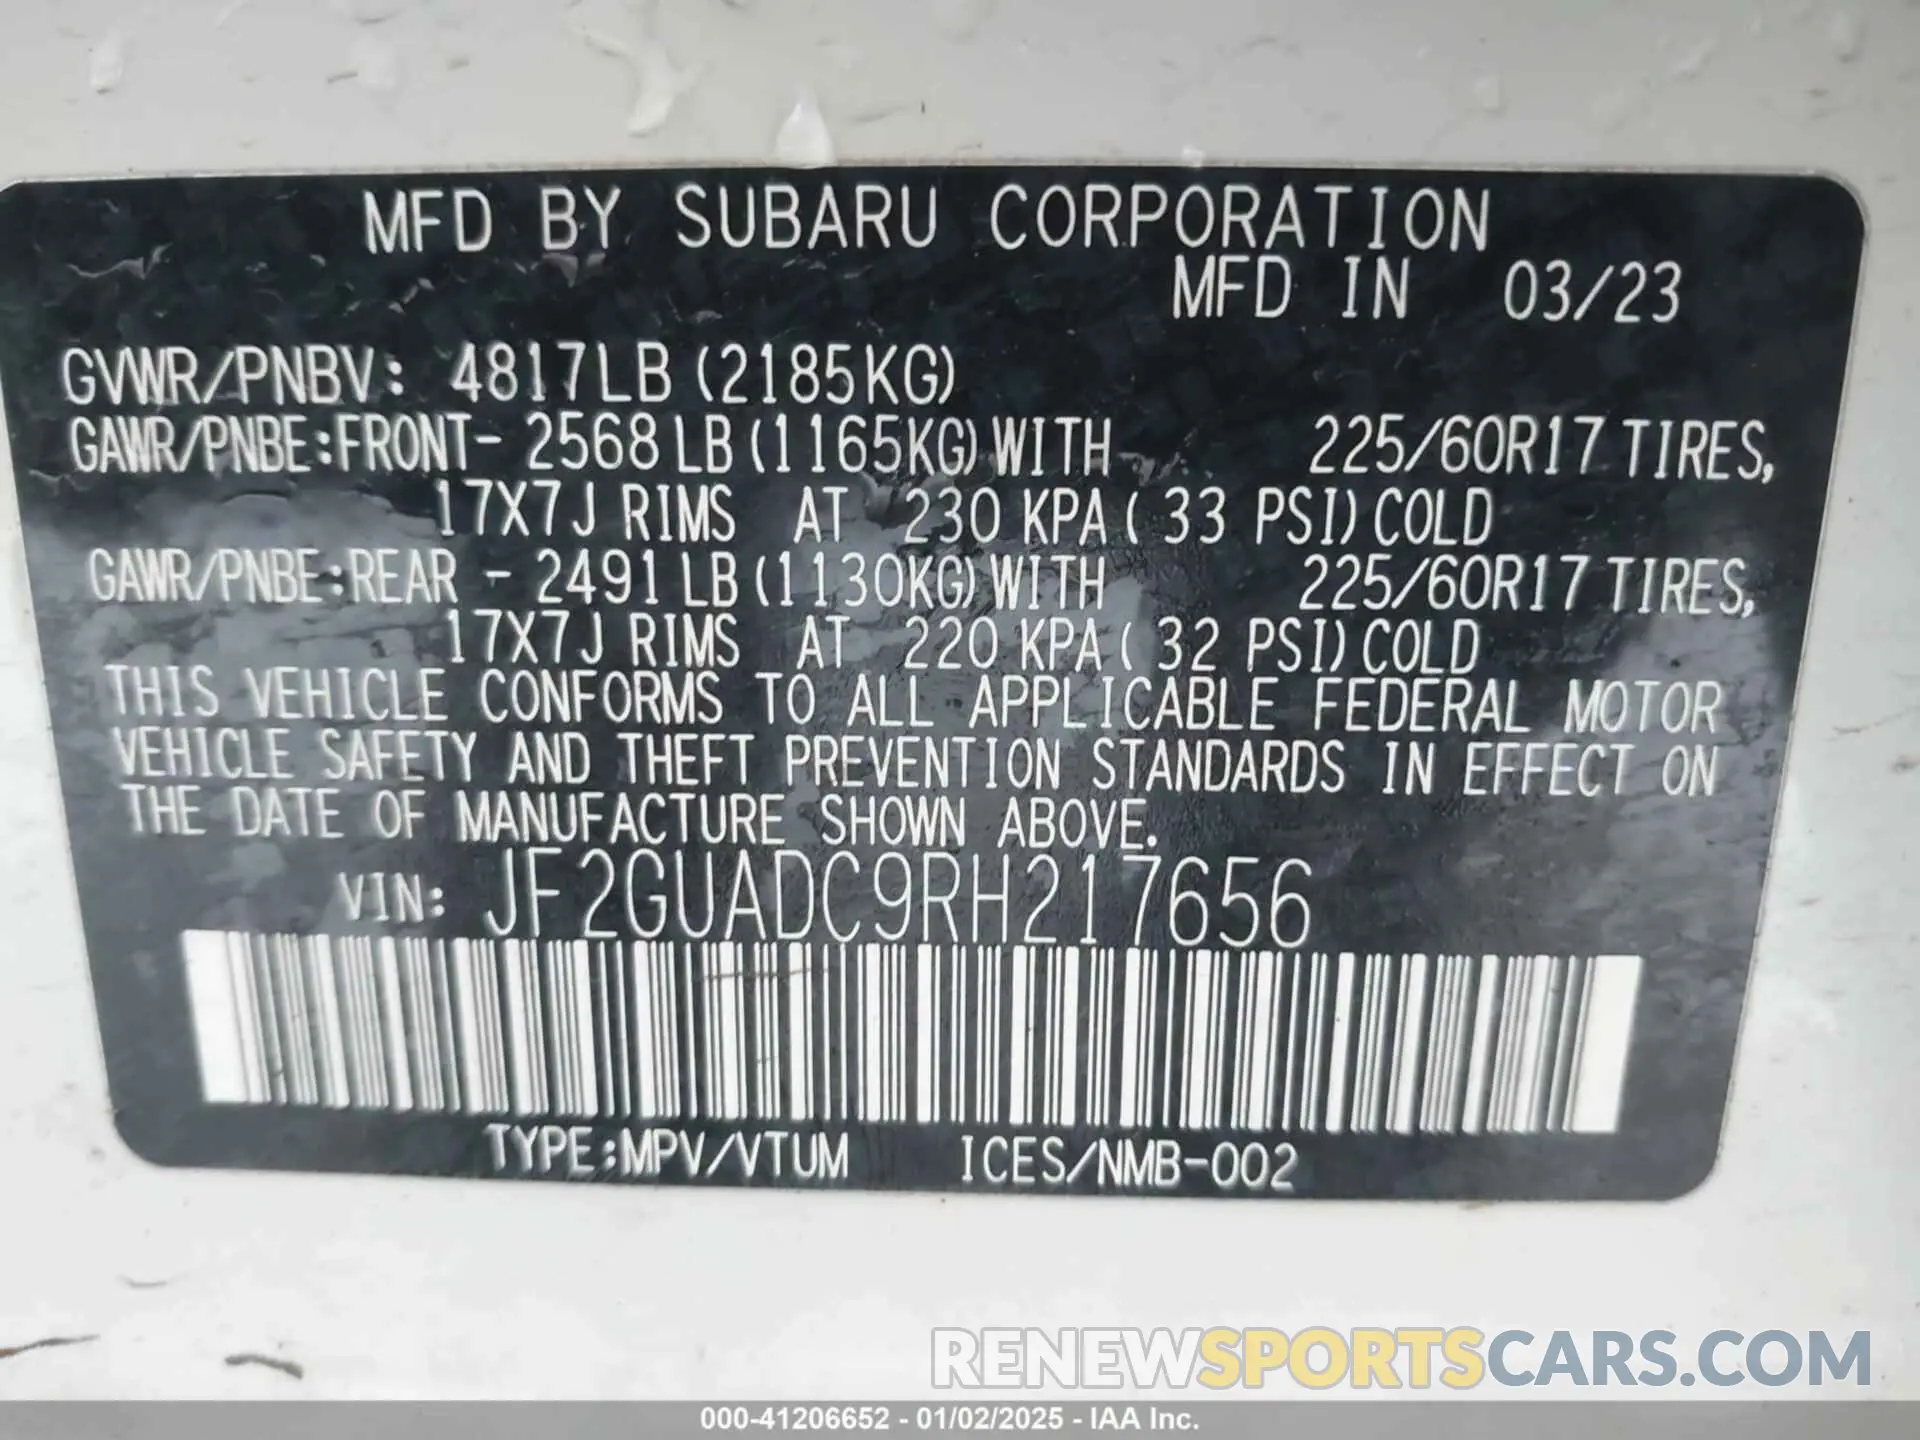 MFD BY SUBARU CORPORATION
MFD IN 03/23
GVWR/PNBV: 4817LB (2185KG)
GAWR/PNBE:FRONT- 2568LB (1165KG) WITH 225/60R17 TIRES,
17X7J RIMS AT 230 KPA ( 33 PSI) COLD
GAWR/PNBE:REAR - 2491LB (1130KG) WITH 225/60R17 TIRES,
17X7J RIMS AT 220 KPA ( 32 PSI) COLD
THIS VEHICLE CONFORMS TO ALL APPLICABLE FEDERAL MOTOR
VEHICLE SAFETY AND THEFT PREVENTION STANDARDS IN EFFECT ON
THE DATE OF MANUFACTURE SHOWN ABOVE.
VIN: JF2GUADC9RH217656
TYPE:MPV/VTUM ICES/NMB-002
RENEWSPORTSCARS.COM
000-41206652 - 01/02/2025 - IAA Inc.